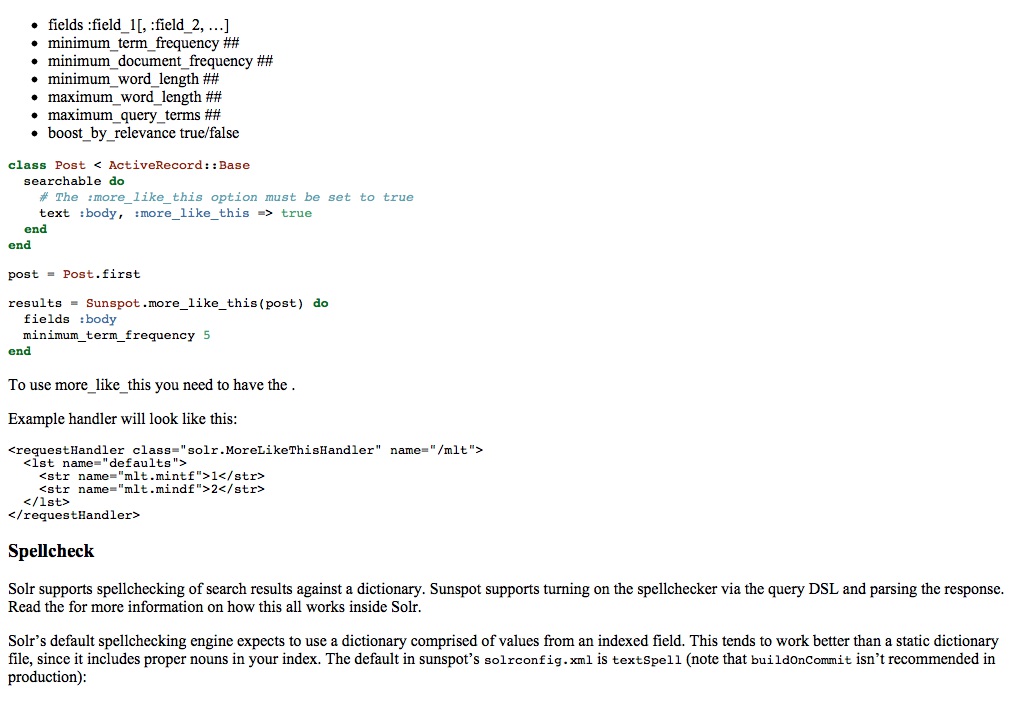 • fields :field_1[, :field_2, …]
• minimum_term_frequency ##
• minimum_document_frequency ##
• minimum_word_length ##
• maximum_word_length ##
• maximum_query_terms ##
• boost_by_relevance true/false
class Post < ActiveRecord::Base
  searchable do
    # The :more_like_this option must be set to true
    text :body, :more_like_this => true
  end
end
post = Post.first
results = Sunspot.more_like_this(post) do
  fields :body
  minimum_term_frequency 5
end
To use more_like_this you need to have the .
Example handler will look like this:
<requestHandler class="solr.MoreLikeThisHandler" name="/mlt">
  <lst name="defaults">
    <str name="mlt.mintf">1</str>
    <str name="mlt.mindf">2</str>
  </lst>
</requestHandler>
Spellcheck
Solr supports spellchecking of search results against a dictionary. Sunspot supports turning on the spellchecker via the query DSL and parsing the response.
Read the for more information on how this all works inside Solr.
Solr’s default spellchecking engine expects to use a dictionary comprised of values from an indexed field. This tends to work better than a static dictionary
file, since it includes proper nouns in your index. The default in sunspot’s solrconfig.xml is textSpell (note that buildOnCommit isn’t recommended in
production):